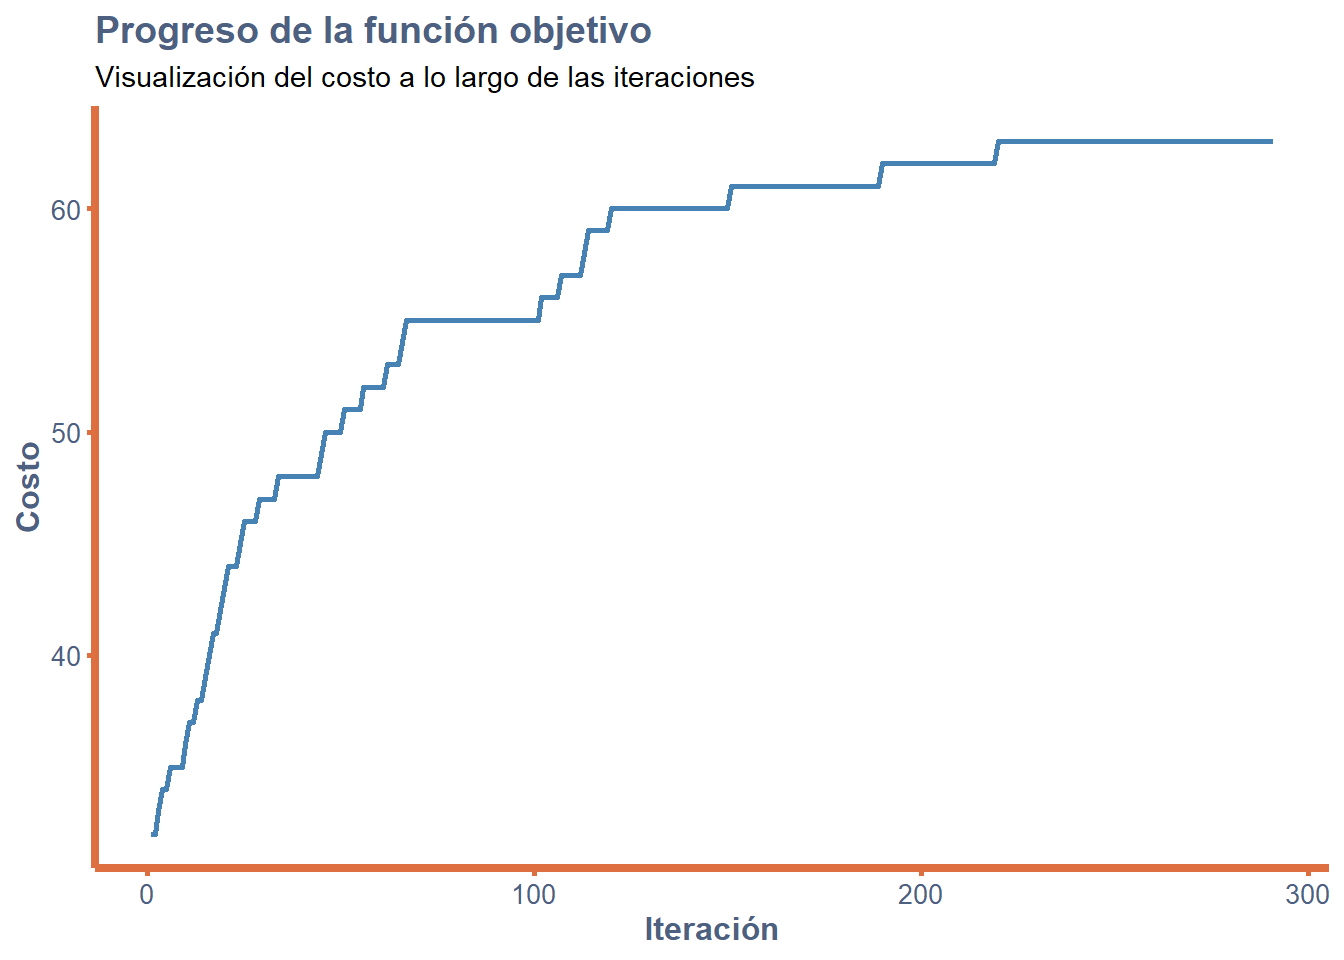 Progreso de la función objetivo
Visualización del costo a lo largo de las iteraciones
60
50
40
Costo
0
100
200
300
Iteración